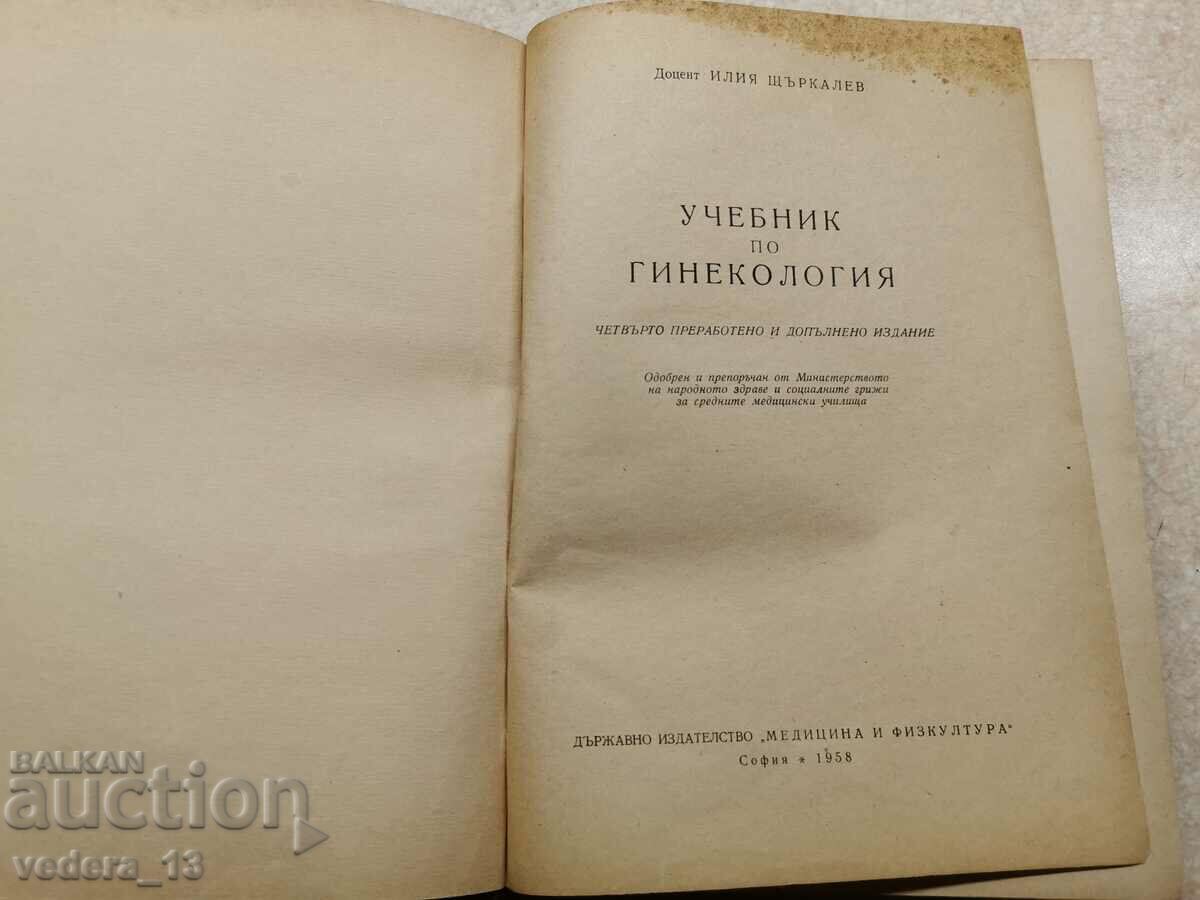 Доцент ИЛИЯ ЩЪРКАЛЕВ
УЧЕБНИК
ПО
ГИНЕКОЛОГИЯ
ЧЕТВЪРТО ПРЕРАБОТЕНО И ДОПЪЛНЕНО ИЗДАНИЕ
Одобрен и препоръчан от Министерството
на народното здраве и социалните грижи
за средните медицински училища
ДЪРЖАВНО ИЗДАТЕЛСТВО „МЕДИЦИНА И ФИЗКУЛТУРА“
София * 1958
BALKAN
auction
vedera_13